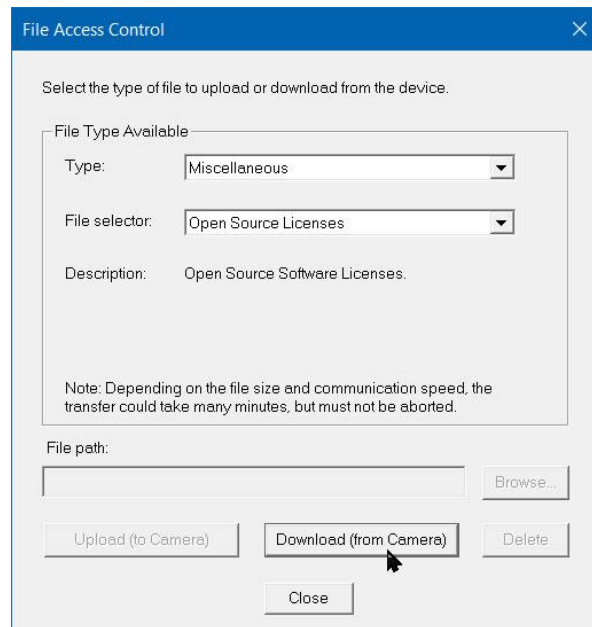 File Access Control
Select the type of file to upload or download from the device.
File Type Available
Type:
Miscellaneous
File selector:
Open Source Licenses
Description:
Open Source Software Licenses.
Note: Depending on the file size and communication speed, the
transfer could take many minutes, but must not be aborted.
File path:
Browse...
Upload (to Camera)
Download (from Camera)
Delete
Close